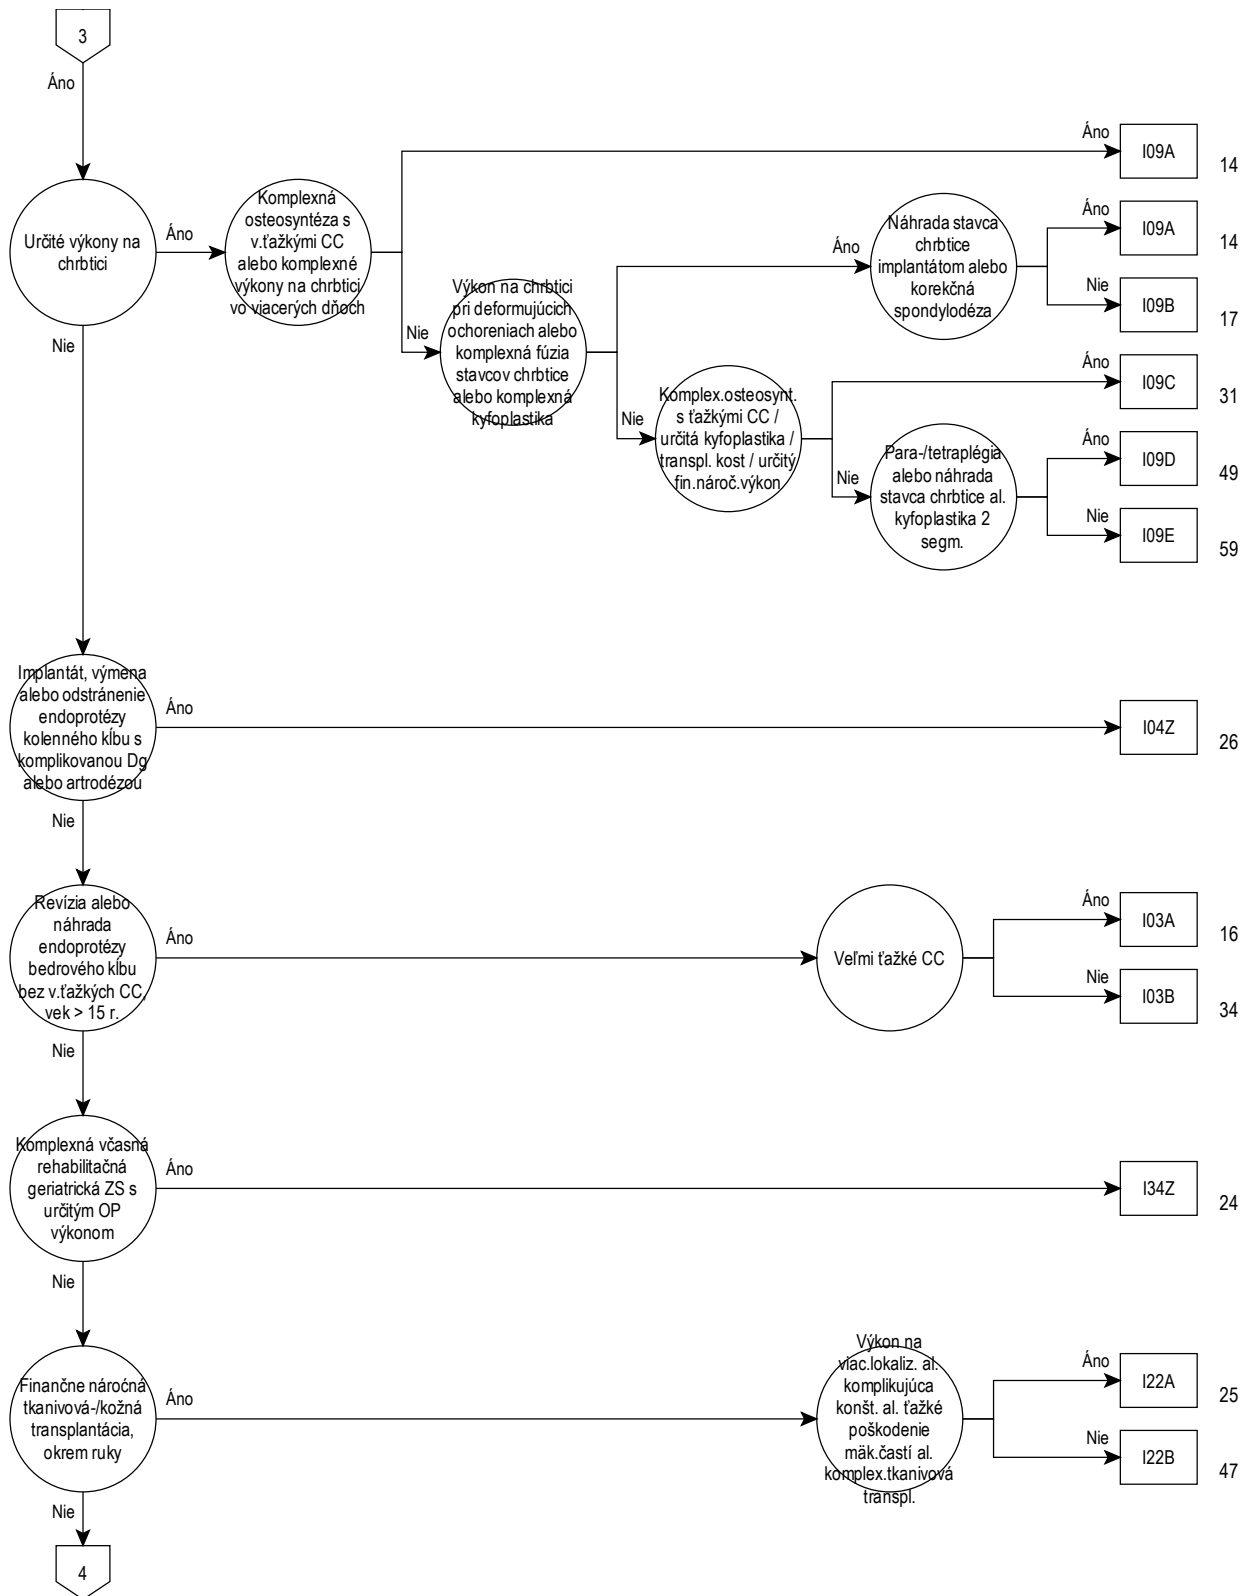 3
Áno
Určité výkony na
chrbtici
Áno
Komplexná
osteosyntéza s
v.ťažkými CC
alebo komplexné
výkony na chrbtici
vo viacerých dňoch
Áno
I09A
14
Nie
Výkon na chrbtici
pri deformujúcich
ochoreniach alebo
komplexná fúzia
stavcov chrbtice
alebo komplexná
kyfoplastika
Áno
Náhrada stavca
chrbtice
implantátom alebo
korekčná
spondylodéza
Áno
I09A
14
Nie
I09B
17
Nie
Komplex.osteosynt.
s ťažkými CC /
určitá kyfoplastika /
transpl. kost / určitý
fin.nároč.výkon
Áno
I09C
31
Nie
Para-/tetraplégia
alebo náhrada
stavca chrbtice al.
kyfoplastika 2
segm.
Áno
I09D
49
Nie
I09E
59
Nie
Implantát, výmena
alebo odstránenie
endoprotézy
kolenného kĺbu s
komplikovanou Dg
alebo artrodézou
Áno
I04Z
26
Nie
Revízia alebo
náhrada
endoprotézy
bedrového kĺbu
bez v.ťažkých CC,
vek > 15 r.
Áno
Veľmi ťažké CC
Áno
I03A
16
Nie
I03B
34
Nie
Komplexná včasná
rehabilitačná
geriatrická ZS s
určitým OP
výkonom
Áno
I34Z
24
Nie
Finančne náročná
tkanivová-/kožná
transplantácia,
okrem ruky
Áno
Výkon na
viac.lokaliz. al.
komplikujúca
konšt. al. ťažké
poškodenie
mäk.častí al.
komplex.tkanivová
transpl.
Áno
I22A
25
Nie
I22B
47
Nie
4